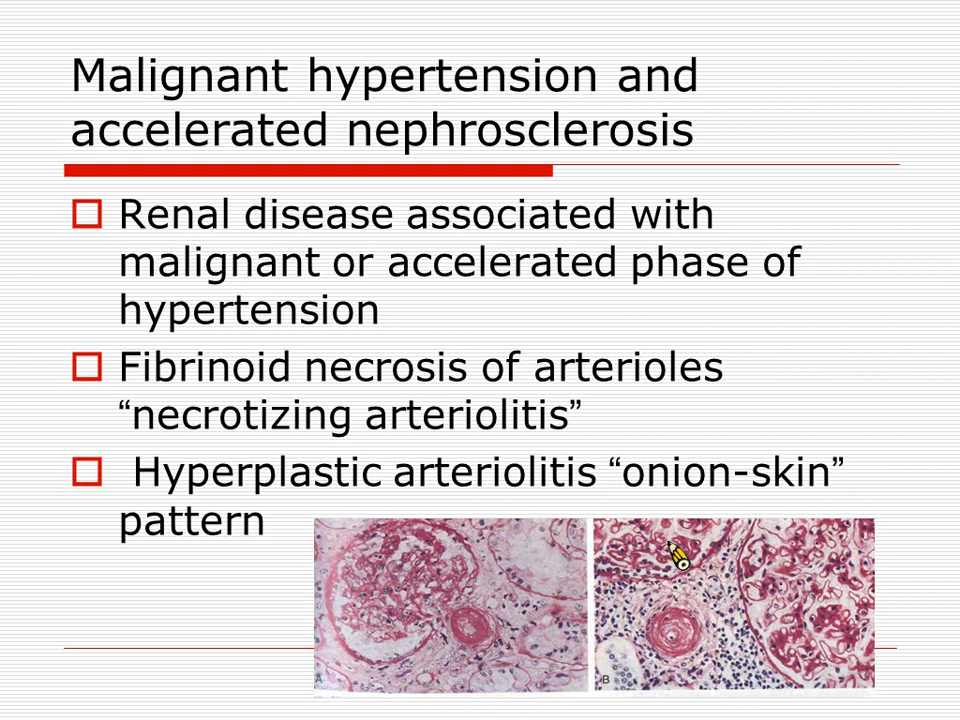 Malignant hypertension and
accelerated nephrosclerosis
Renal disease associated with
malignant or accelerated phase of
hypertension
Fibrinoid necrosis of arterioles
“necrotizing arteriolitis”
Hyperplastic arteriolitis “onion-skin”
pattern
A
B